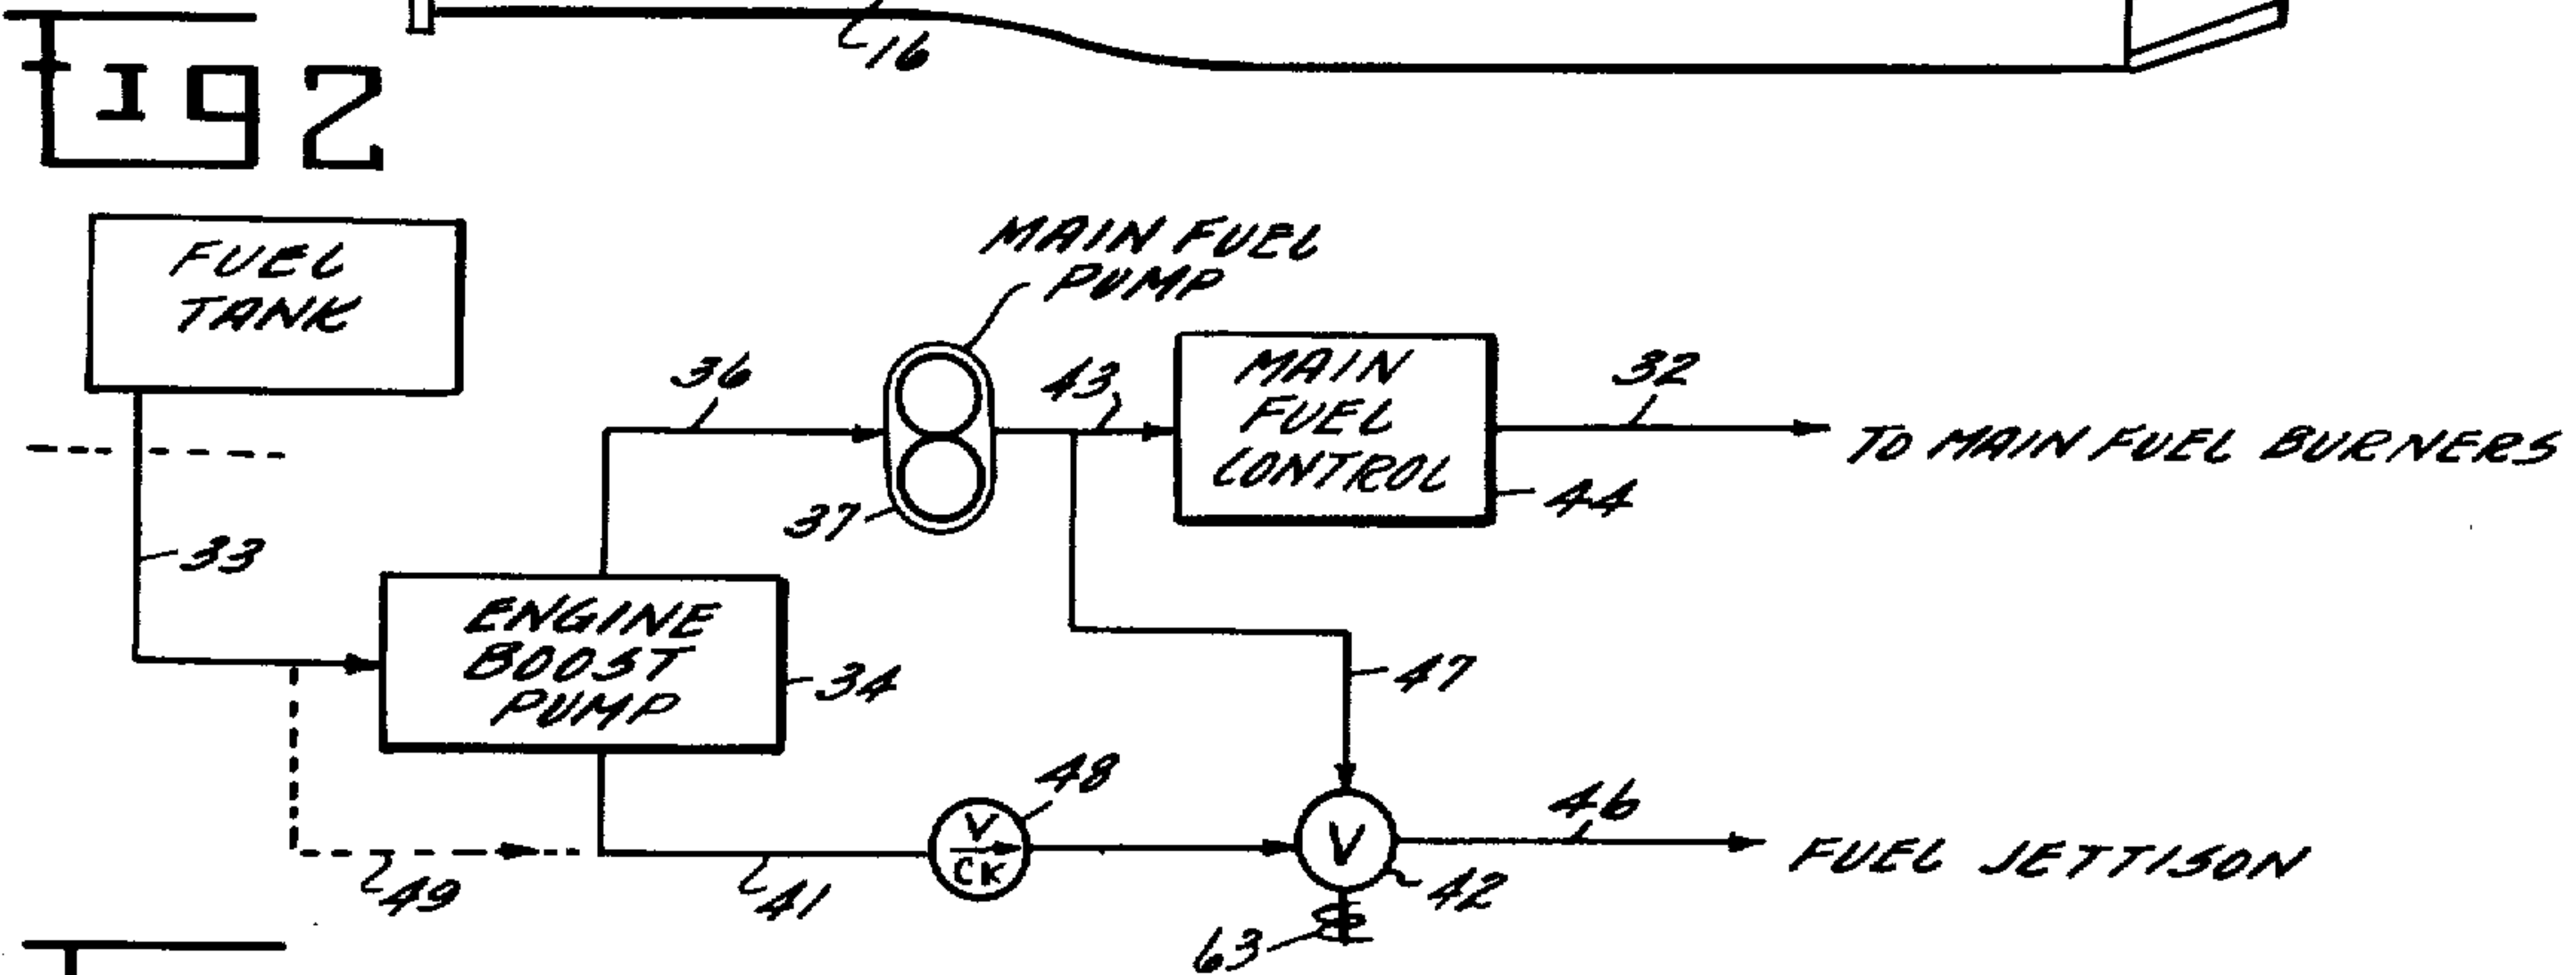 16
Fig 2
FUEL
TANK
MAIN FUEL
PUMP
36
43
MAIN
FUEL
CONTROL
32
TO MAIN FUEL BURNERS
44
37
33
ENGINE
BOOST
PUMP
34
47
48
V
CK
V
46
FUEL JETTISON
49
41
42
63